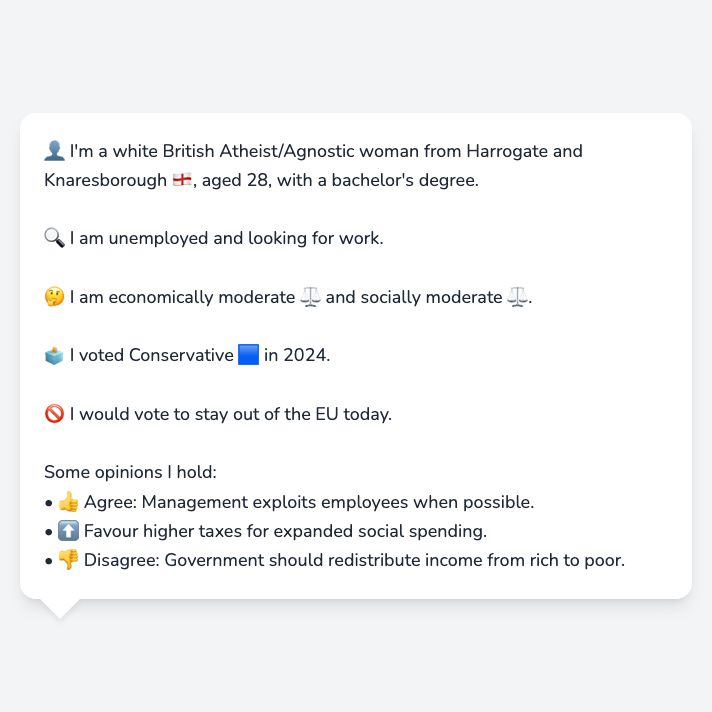 👤 I'm a white British Atheist/Agnostic woman from Harrogate and
Knaresborough 🏴󠁧󠁢󠁥󠁮󠁧󠁿, aged 28, with a bachelor's degree.
🔍 I am unemployed and looking for work.
🤔 I am economically moderate ⚖️ and socially moderate ⚖️.
🗳️ I voted Conservative 🟦 in 2024.
🚫 I would vote to stay out of the EU today.
Some opinions I hold:
• 👍 Agree: Management exploits employees when possible.
• ⬆️ Favour higher taxes for expanded social spending.
• 👎 Disagree: Government should redistribute income from rich to poor.